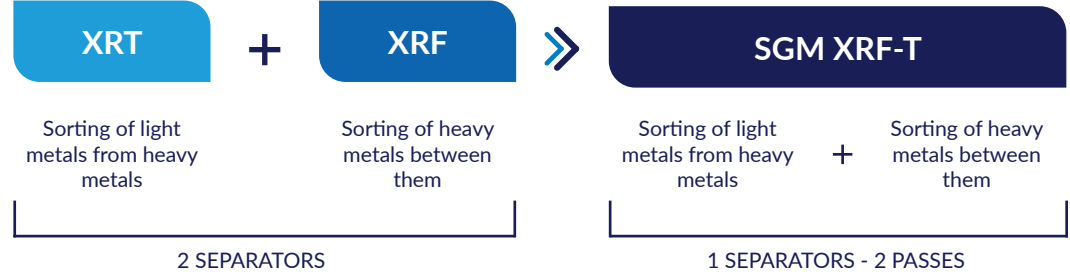 XRT
+
XRF
SGM XRF-T
Sorting of light
metals from heavy
metals
Sorting of heavy
metals between
them
Sorting of light
metals from heavy
metals
+
Sorting of heavy
metals between
them
2 SEPARATORS
1 SEPARATORS - 2 PASSES